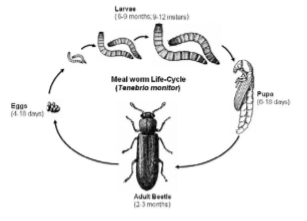 Larvae
(6-9 months; 9-12 instars)
Meal worm Life-Cycle
(Tenebrio monitor)
Pupa
(6-18 days)
Eggs
(4-18 days)
Adult Beetle
(2-3 months)